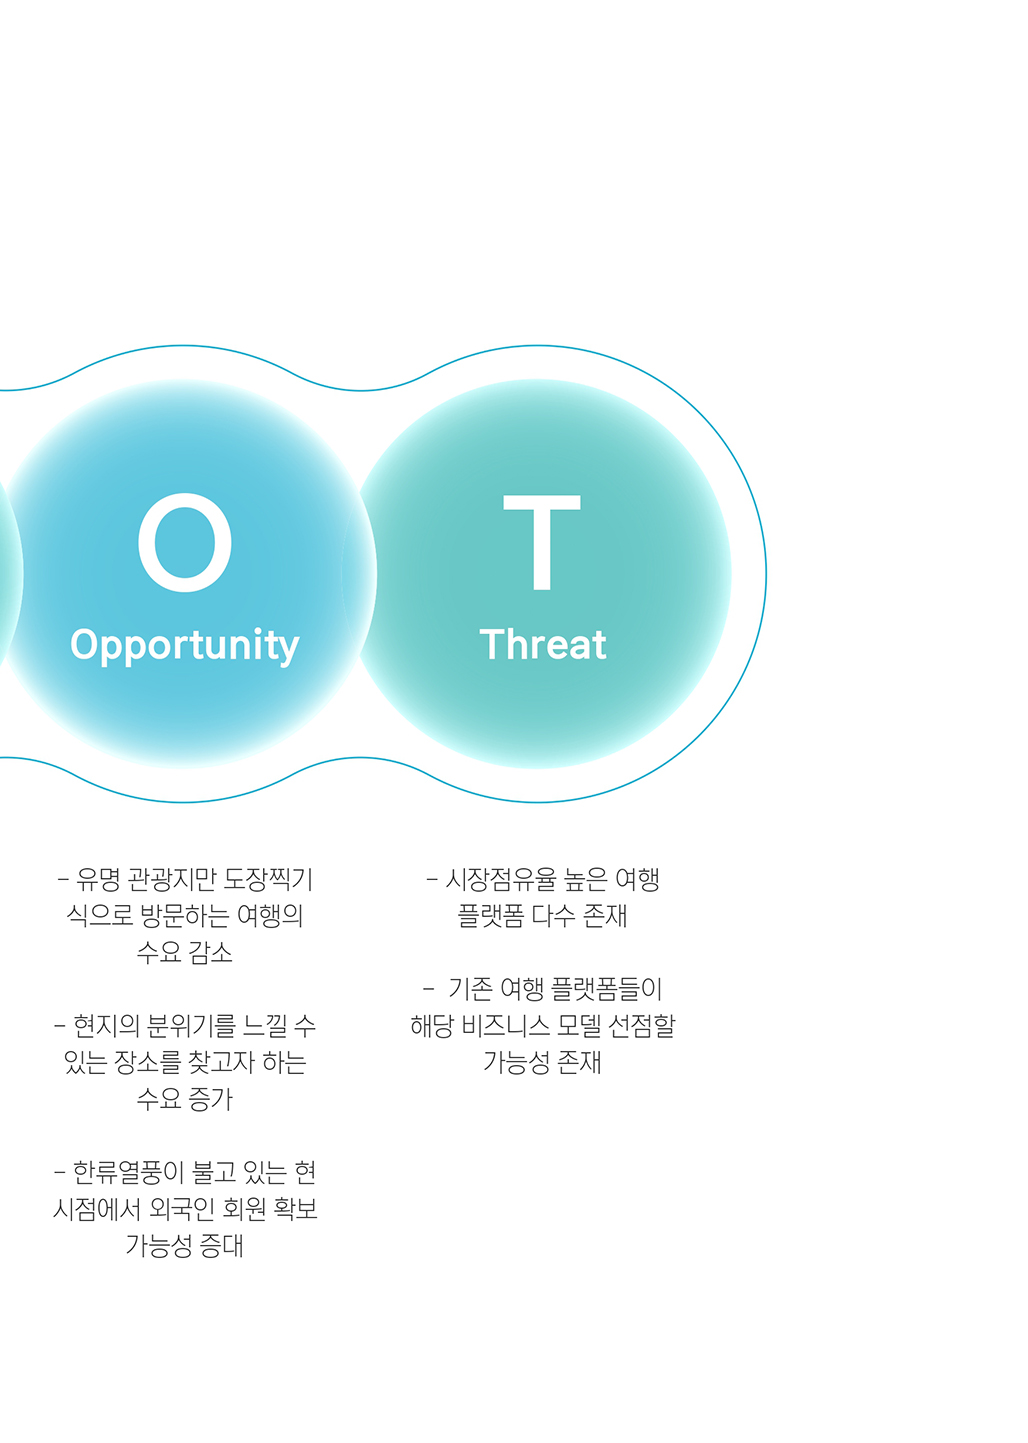 O
Opportunity
– 유명 관광지만 도장찍기
식으로 방문하는 여행의
수요 감소
– 현지의 분위기를 느낄 수
있는 장소를 찾고자 하는
수요 증가
– 한류열풍이 불고 있는 현
시점에서 외국인 회원 확보
가능성 증대
T
Threat
– 시장점유율 높은 여행
플랫폼 다수 존재
– 기존 여행 플랫폼들이
해당 비즈니스 모델 선점할
가능성 존재